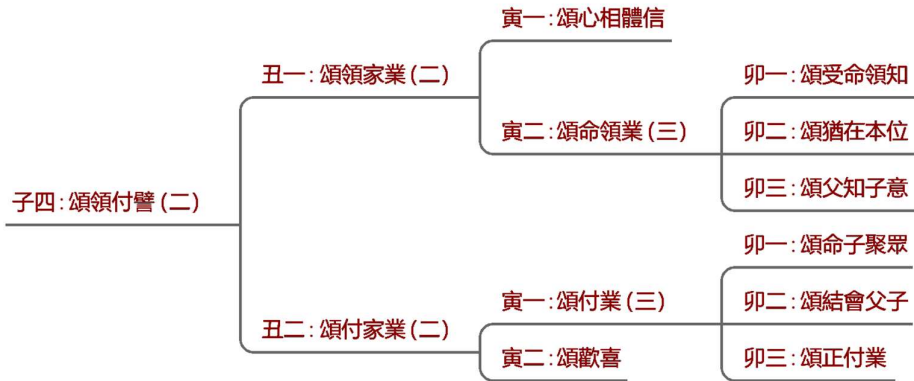 子四：頌領付譬(二)
丑一：頌領家業(二)
寅一：頌心相體信
寅二：頌命領業(三)
卯一：頌受命領知
卯二：頌猶在本位
卯三：頌父知子意
丑二：頌付家業(二)
寅一：頌付業(三)
卯一：頌命子聚眾
卯二：頌結會父子
卯三：頌正付業
寅二：頌歡喜